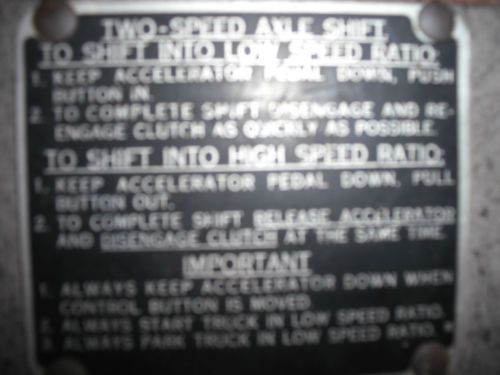 TWO-SPEED AXLE SHIFT
TO SHIFT INTO LOW SPEED RATIO:
1. KEEP ACCELERATOR PEDAL DOWN, PUSH
BUTTON IN.
2. TO COMPLETE SHIFT DISENGAGE AND RE-
ENGAGE CLUTCH AS QUICKLY AS POSSIBLE.
TO SHIFT INTO HIGH SPEED RATIO:
1. KEEP ACCELERATOR PEDAL DOWN, PULL
BUTTON OUT.
2. TO COMPLETE SHIFT RELEASE ACCELERATOR
AND DISENGAGE CLUTCH AT THE SAME TIME
IMPORTANT
1. ALWAYS KEEP ACCELERATOR DOWN WHEN
CONTROL BUTTON IS MOVED.
2. ALWAYS START TRUCK IN LOW SPEED RATIO.
3. ALWAYS PARK TRUCK IN LOW SPEED RATIO.